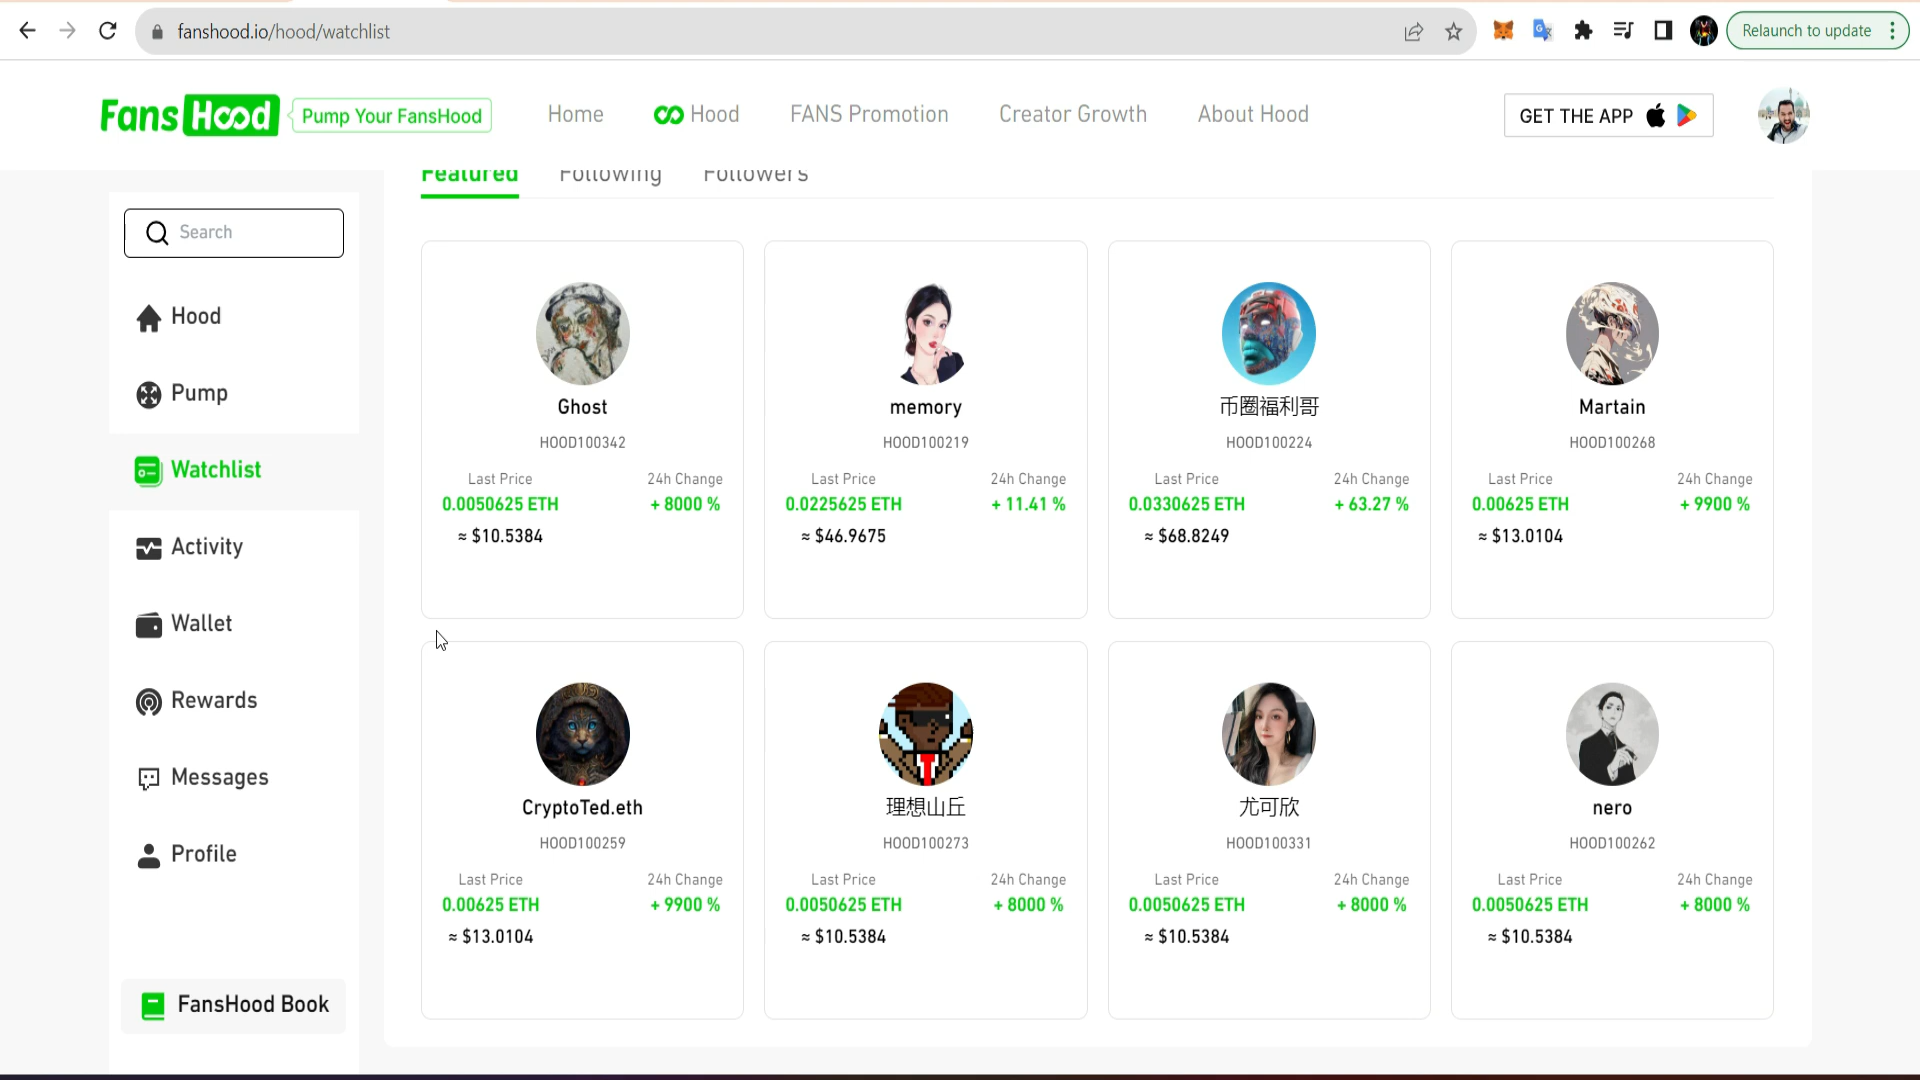 fanshood.io/hood/watchlist
Relaunch to update
FansHood
Pump Your FansHood
Home
Hood
FANS Promotion
Creator Growth
About Hood
GET THE APP
Featured
Following
Followers
Search
Hood
Pump
Watchlist
Activity
Wallet
Rewards
Messages
Profile
FansHood Book
Ghost
HOOD100342
Last Price 24h Change
0.0050625 ETH + 8000 %
≈ $10.5384
memory
HOOD100219
Last Price 24h Change
0.0225625 ETH + 11.41 %
≈ $46.9675
币圈福利哥
HOOD100224
Last Price 24h Change
0.0330625 ETH + 63.27 %
≈ $68.8249
Martain
HOOD100268
Last Price 24h Change
0.00625 ETH + 9900 %
≈ $13.0104
CryptoTed.eth
HOOD100259
Last Price 24h Change
0.00625 ETH + 9900 %
≈ $13.0104
理想山丘
HOOD100273
Last Price 24h Change
0.0050625 ETH + 8000 %
≈ $10.5384
尤可欣
HOOD100331
Last Price 24h Change
0.0050625 ETH + 8000 %
≈ $10.5384
nero
HOOD100262
Last Price 24h Change
0.0050625 ETH + 8000 %
≈ $10.5384